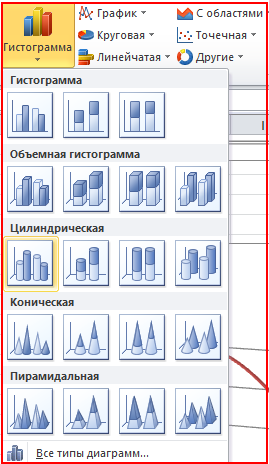 График
С областями
Гистограмма
Круговая
Точечная
Линейчатая
Другие
Гистограмма
Объемная гистограмма
Цилиндрическая
Коническая
Пирамидальная
Все типы диаграмм...